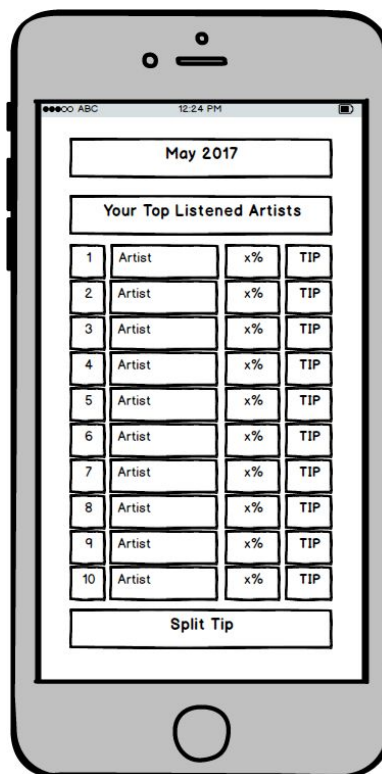 ABC 12:24 PM
May 2017
Your Top Listened Artists
1 Artist x% TIP
2 Artist x% TIP
3 Artist x% TIP
4 Artist x% TIP
5 Artist x% TIP
6 Artist x% TIP
7 Artist x% TIP
8 Artist x% TIP
9 Artist x% TIP
10 Artist x% TIP
Split Tip